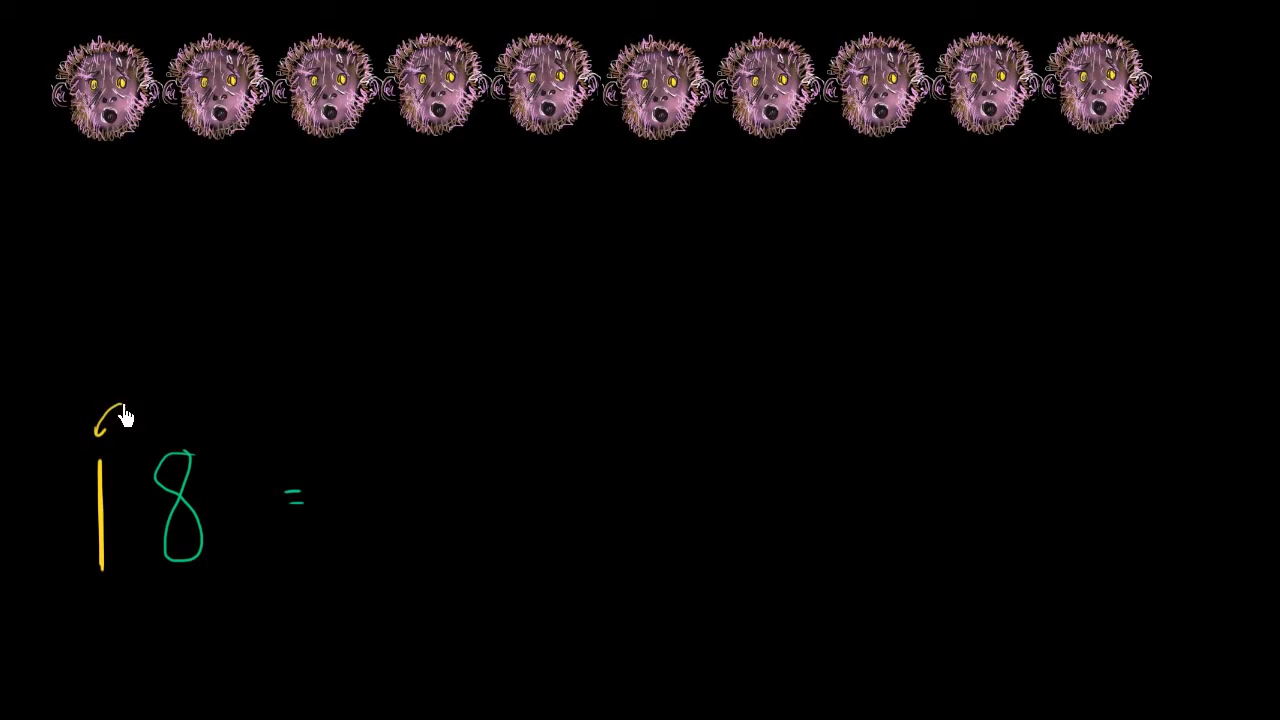 18 =